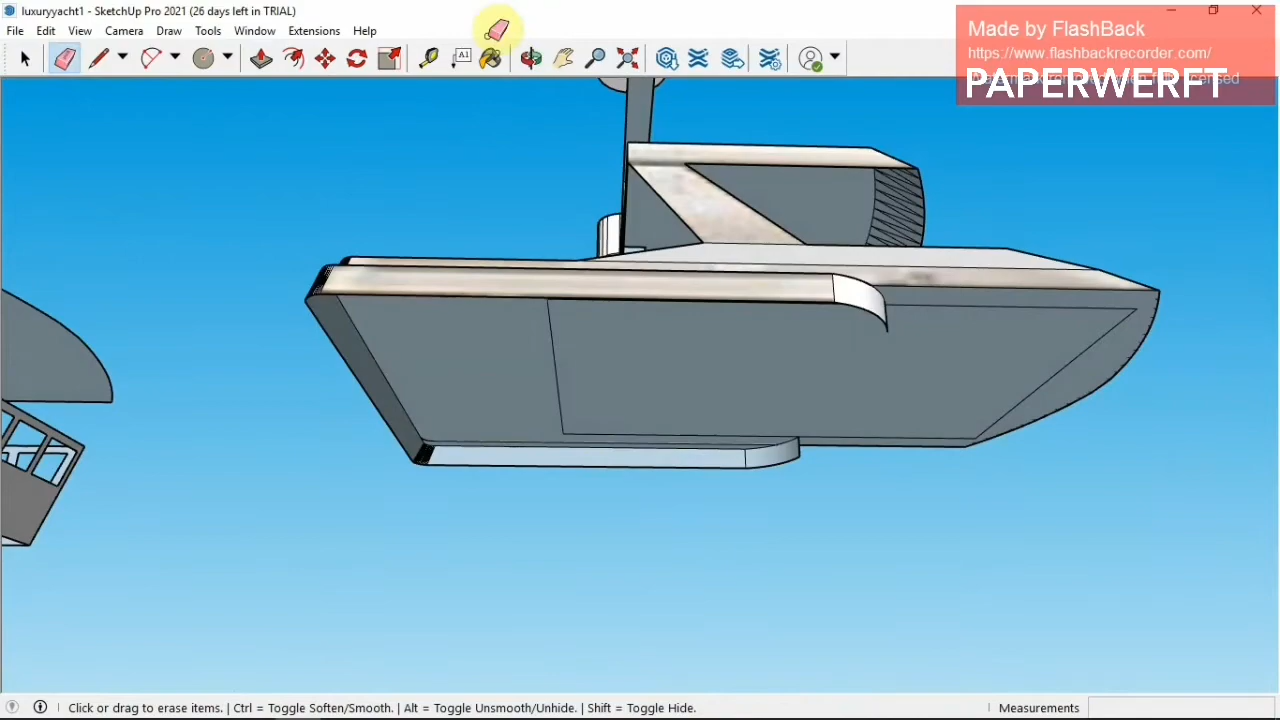 luxuryyacht1 - SketchUp Pro 2021 (26 days left in TRIAL)
File Edit View Camera Draw Tools Window Extensions Help
A1
Made by FlashBack
https://www.flashbackrecorder.com/
PAPERWERFT
Click or drag to erase items. | Ctrl = Toggle Soften/Smooth. | Alt = Toggle Unsmooth/Unhide. | Shift = Toggle Hide.
Measurements